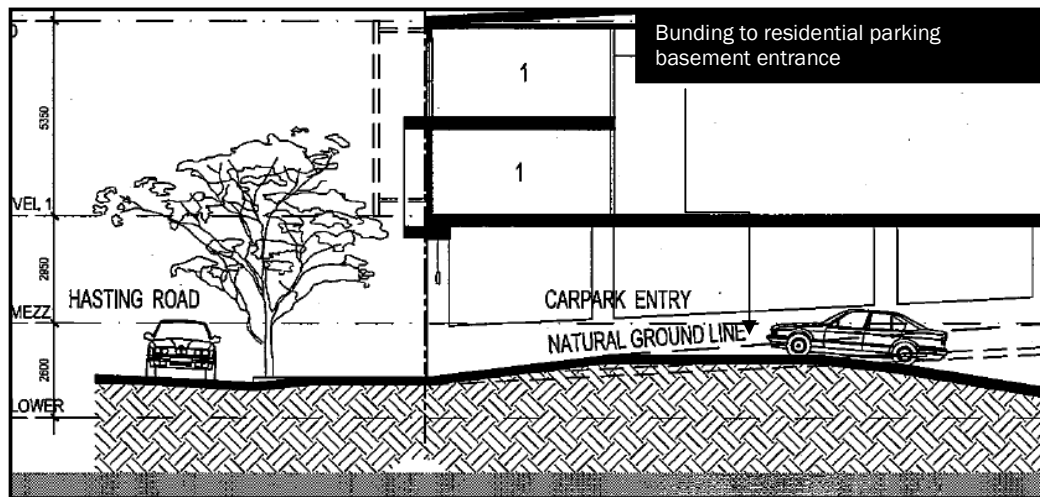 Bunding to residential parking
basement entrance
1
5350
1
VEL 1
2850
HASTING ROAD
CARPARK ENTRY
MEZZ
NATURAL GROUND LINE
2600
LOWER